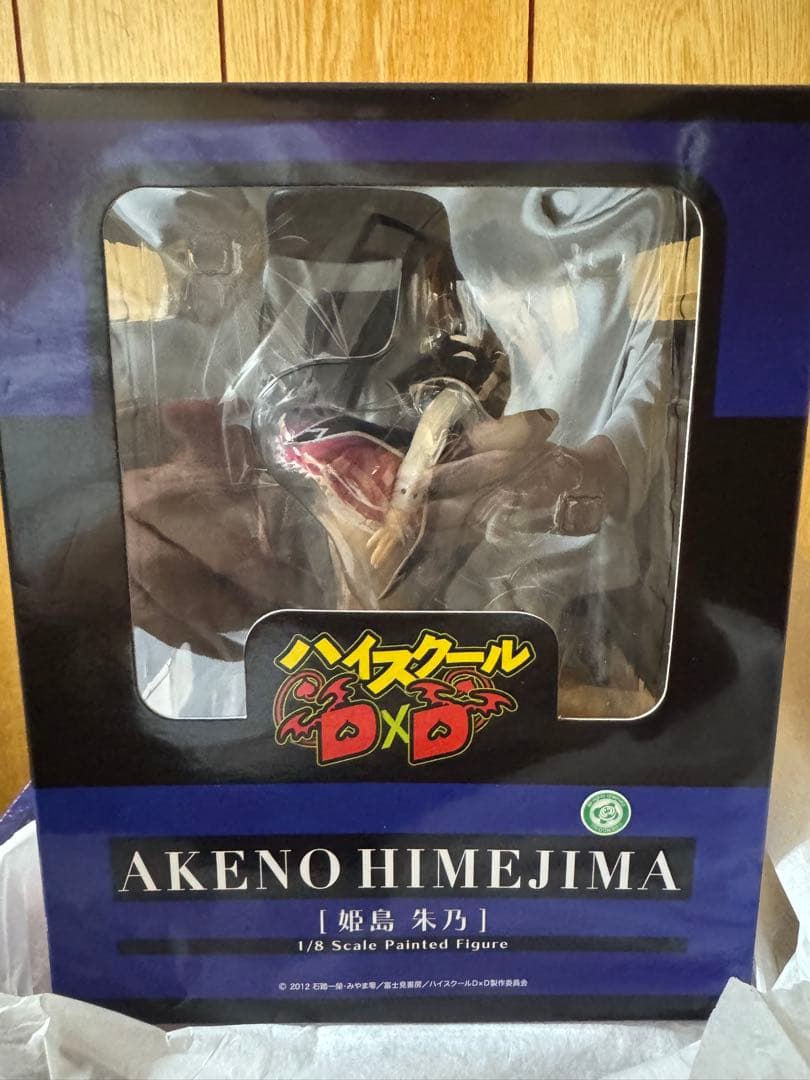 ハイスクール
D×D
AKENO HIMEJIMA
[ 姫島 朱乃 ]
1/8 Scale Painted Figure
© 2012 石踏一榮・みやま零／富士見書房／ハイスクールD×D製作委員会